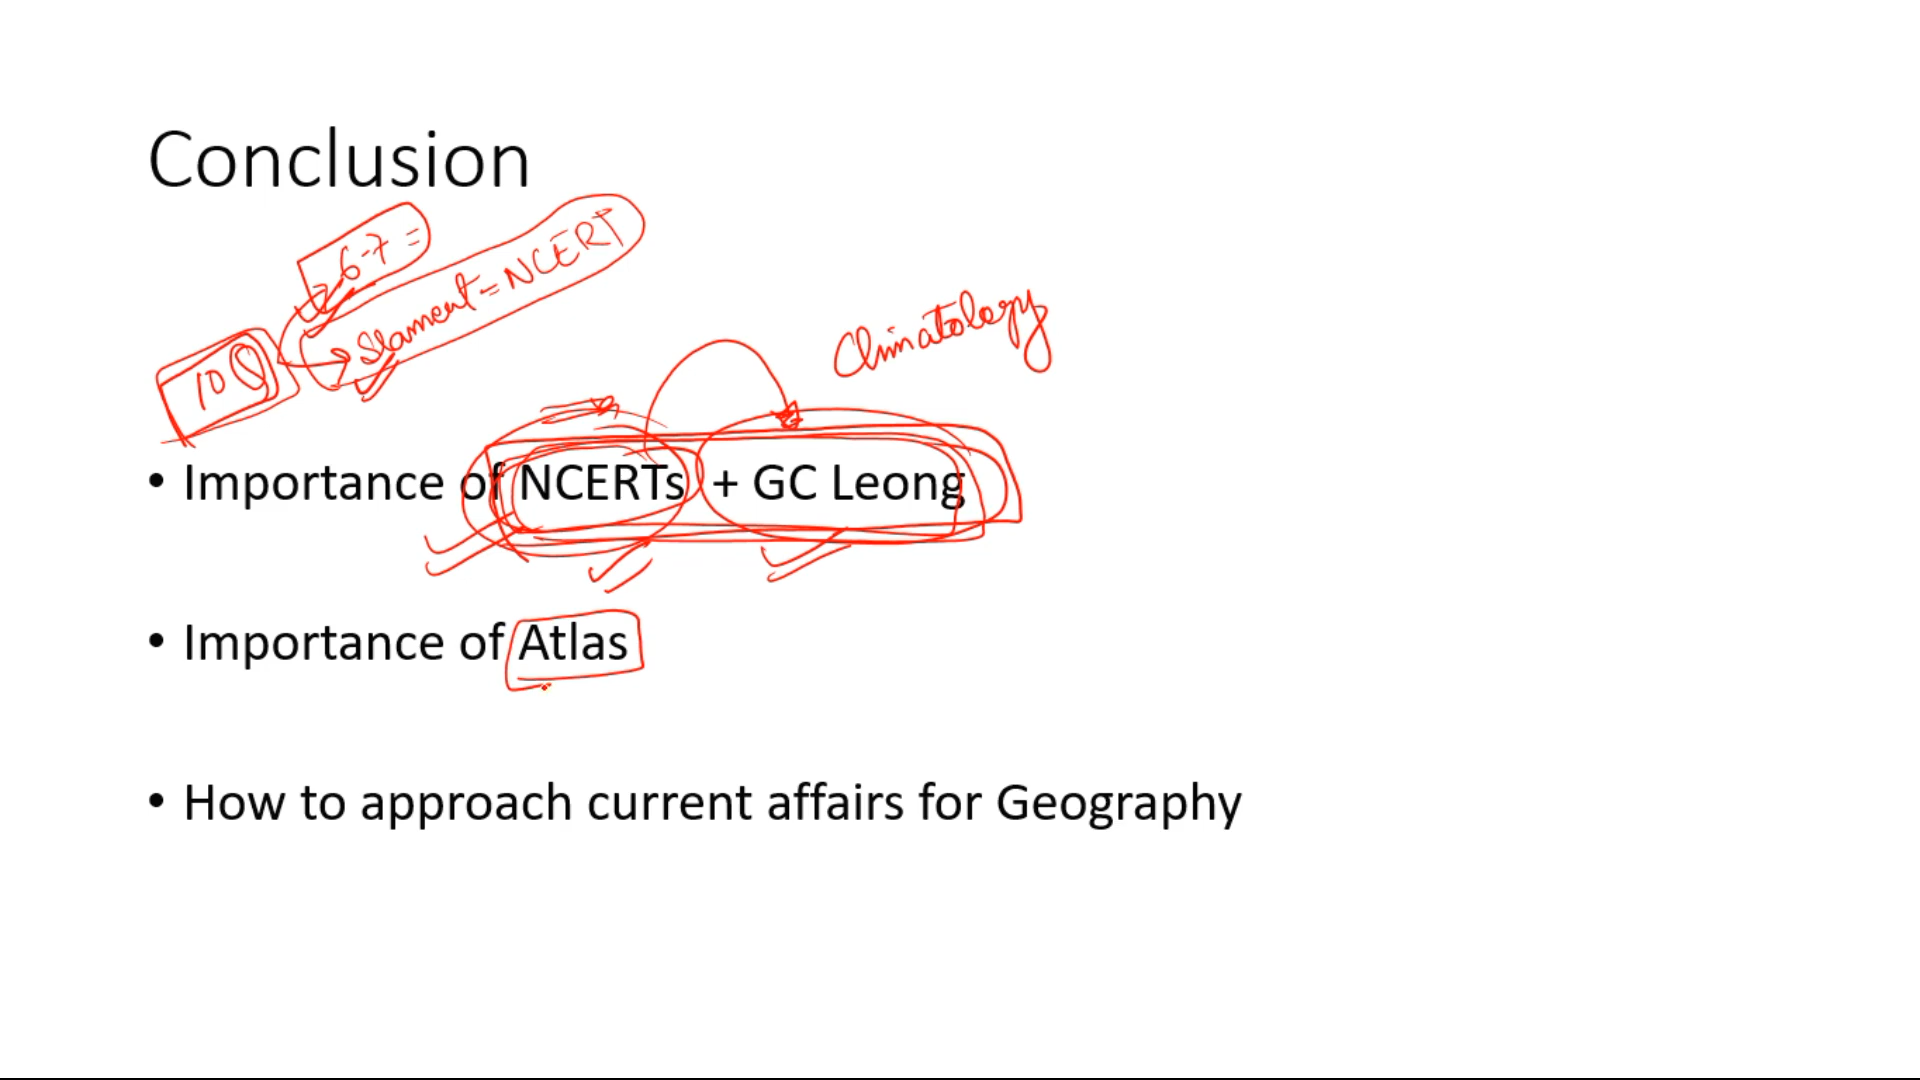 Conclusion
6-7 =
= NCERT
10 Q
Climatology
• Importance of NCERTs + GC Leong
• Importance of Atlas
• How to approach current affairs for Geography